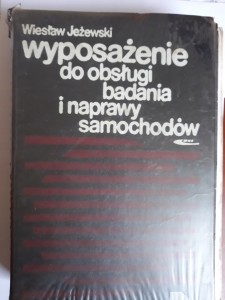 Wiesław Jeżewski
wyposażenie
do obsługi
badania
i naprawy
samochodów